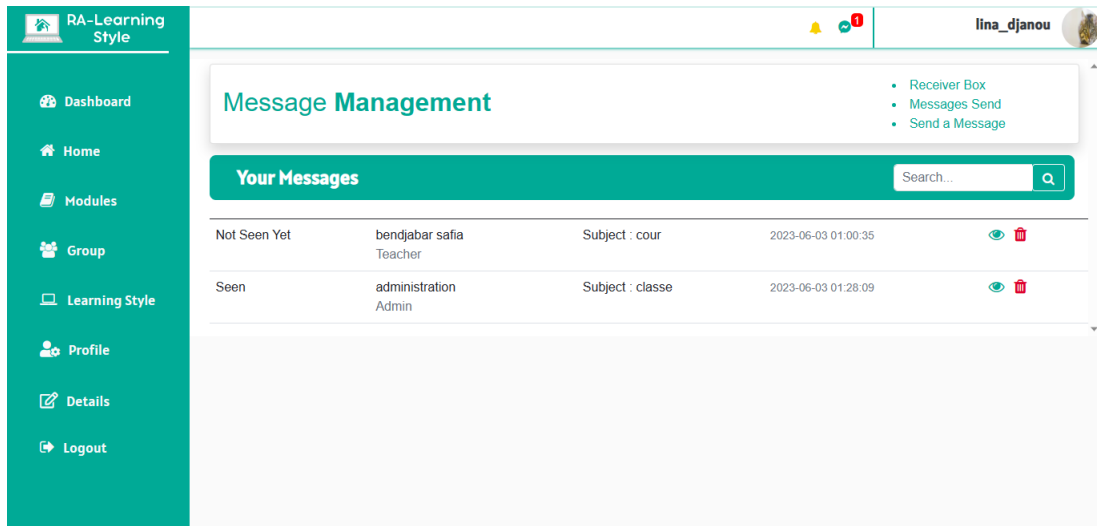 RA-Learning
Style
1
lina_djanou
Dashboard
Home
Modules
Group
Learning Style
Profile
Details
Logout
Message Management
Receiver Box
Messages Send
Send a Message
Your Messages
Search...
Not Seen Yet bendjabar safia Subject : cour 2023-06-03 01:00:35
Teacher
Seen administration Subject : classe 2023-06-03 01:28:09
Admin